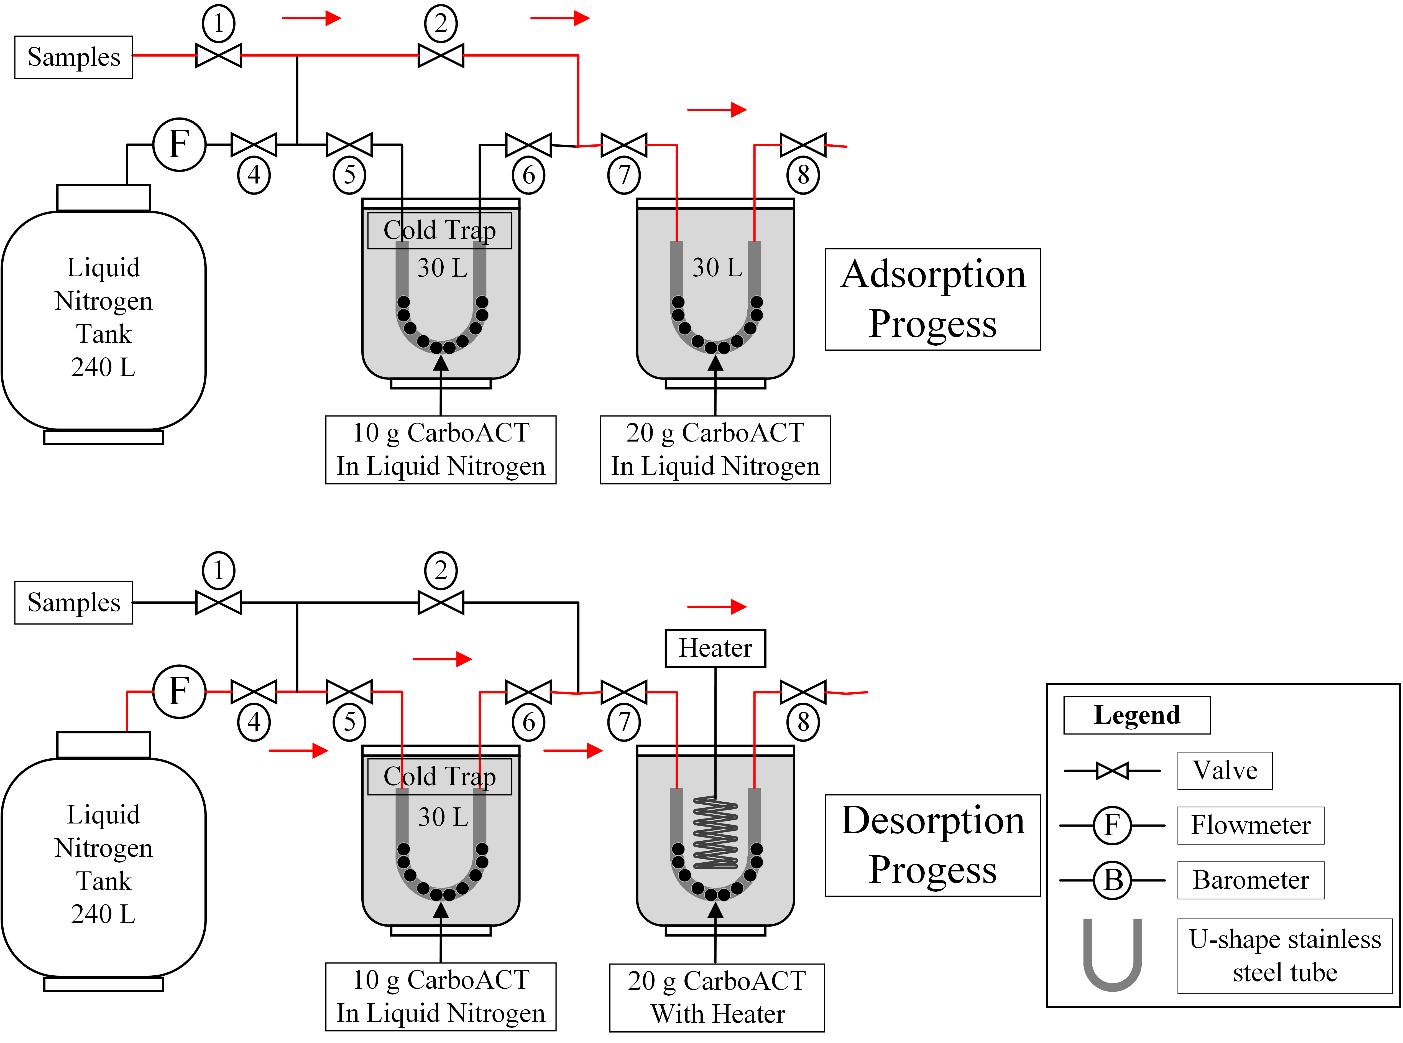 1
2
Samples
F
4
5
6
7
8
Cold Trap
30 L
30 L
Liquid
Nitrogen
Tank
240 L
Adsorption
Progess
10 g CarboACT
In Liquid Nitrogen
20 g CarboACT
In Liquid Nitrogen
1
2
Samples
Heater
F
4
5
6
7
8
Cold Trap
30 L
Liquid
Nitrogen
Tank
240 L
Desorption
Progess
10 g CarboACT
In Liquid Nitrogen
20 g CarboACT
With Heater
Legend
Valve
F
Flowmeter
B
Barometer
U-shape stainless
steel tube